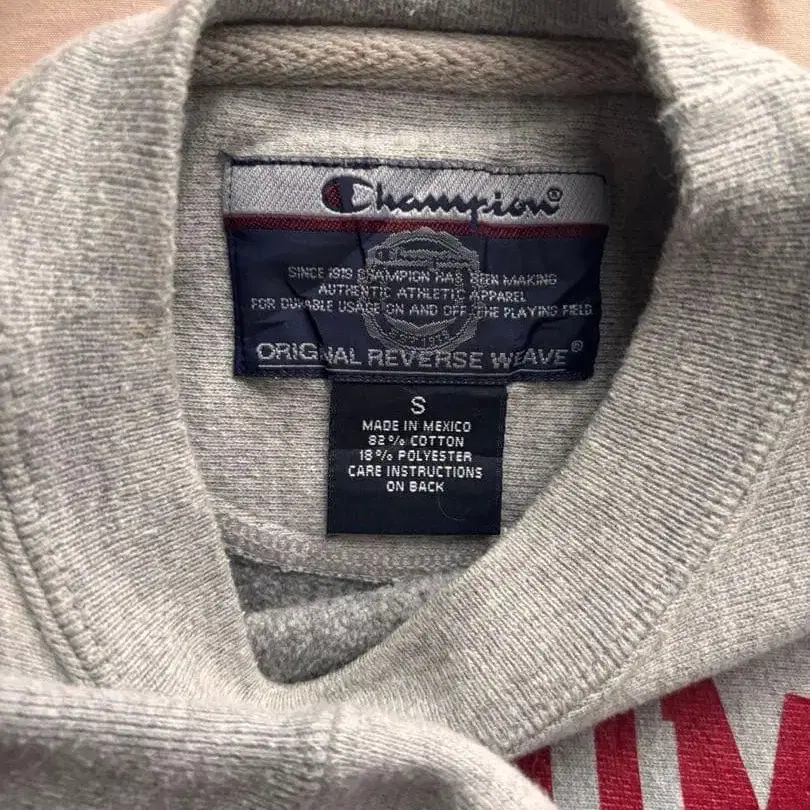 Champion®
SINCE 1919 CHAMPION HAS BEEN MAKING
AUTHENTIC ATHLETIC APPAREL
FOR DURABLE USAGE ON AND OFF THE PLAYING FIELD
ORIGINAL REVERSE WEAVE®
S
MADE IN MEXICO
82% COTTON
18% POLYESTER
CARE INSTRUCTIONS
ON BACK